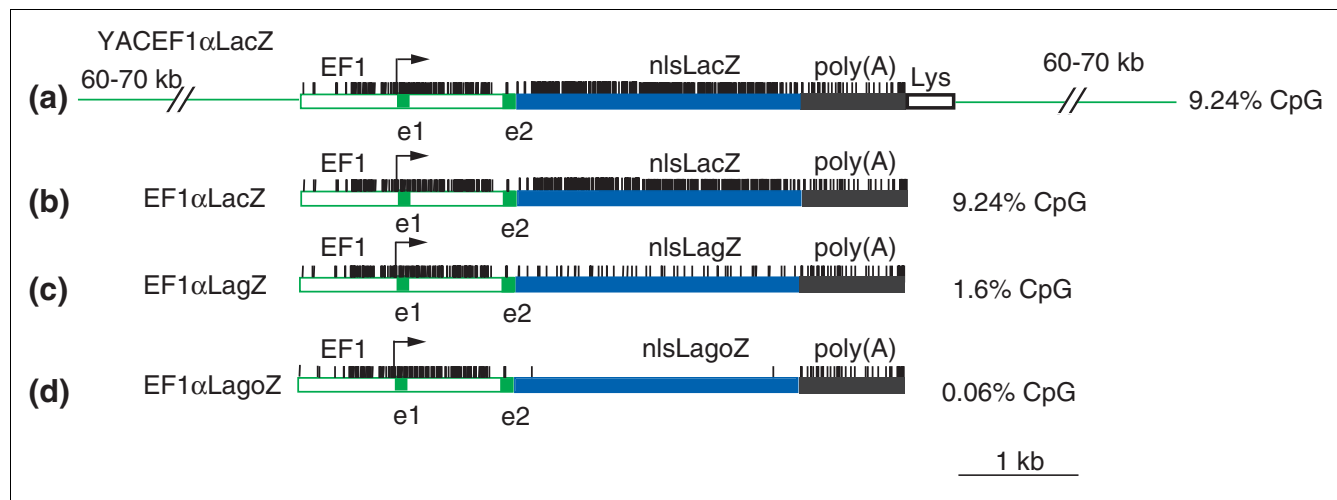 YACEF1αLacZ
60-70 kb
EF1
nlsLacZ
poly(A)
Lys
60-70 kb
(a)
9.24% CpG
e1
e2
EF1
nlsLacZ
poly(A)
(b)
EF1αLacZ
9.24% CpG
e1
e2
EF1
nlsLagZ
poly(A)
(c)
EF1αLagZ
1.6% CpG
e1
e2
EF1
nlsLagoZ
poly(A)
(d)
EF1αLagoZ
0.06% CpG
e1
e2
1 kb